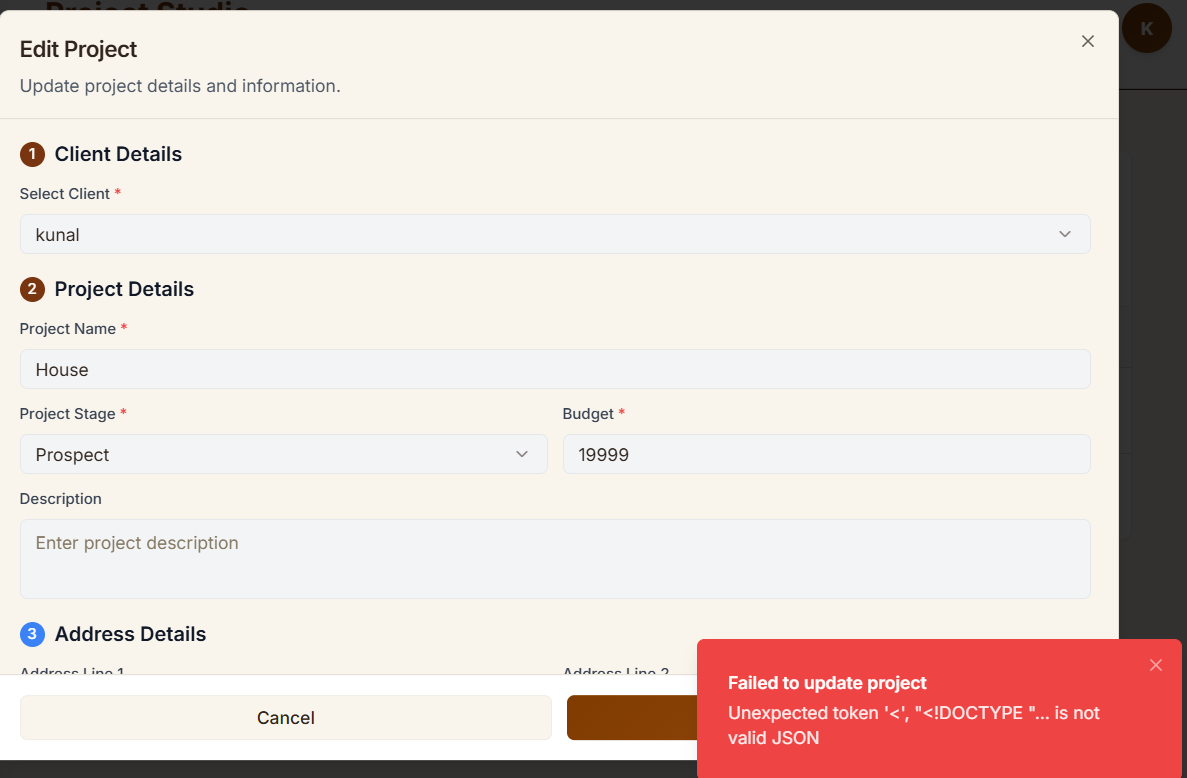 Project Studio
K
Edit Project
Update project details and information.
1 Client Details
Select Client *
kunal
2 Project Details
Project Name *
House
Project Stage *
Budget *
Prospect
19999
Description
Enter project description
3 Address Details
Address Line 1
Address Line 2
Cancel
Failed to update project
Unexpected token '<', "<!DOCTYPE "... is not
valid JSON